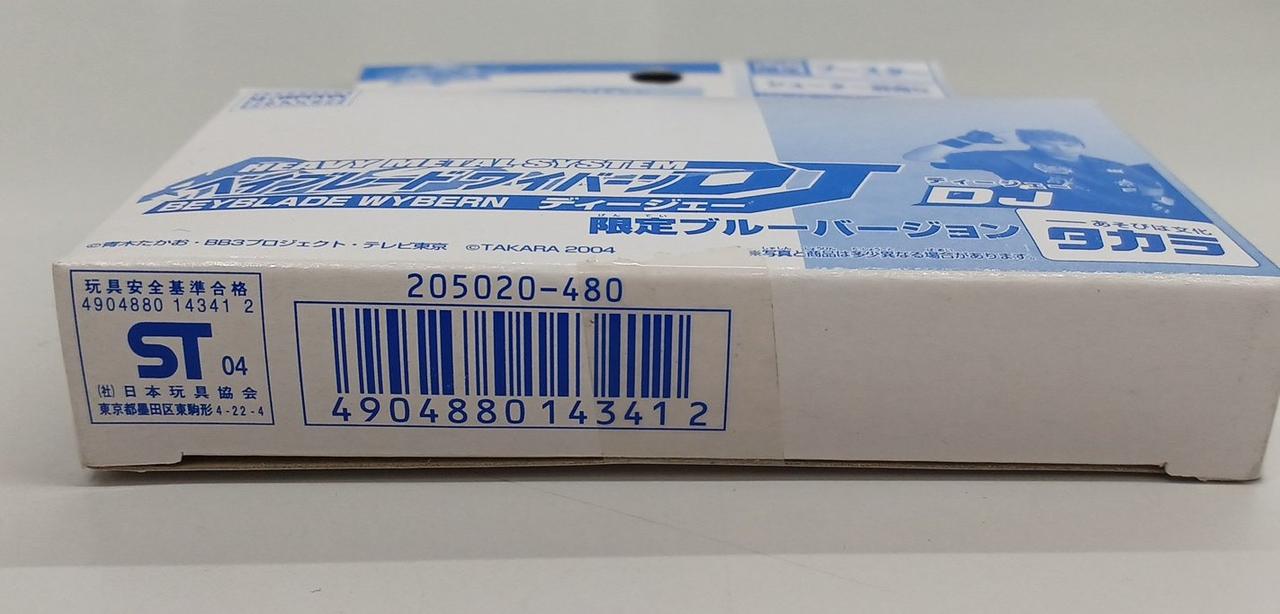 HEAVY METAL SYSTEM
ベイブレードワイバーンDJ
BEYBLADE WYBERN ディージェー
げんてい
限定ブルーバージョン
ディージェー
DJ
あそびは文化
タカラ
©青木たかお・BB3プロジェクト・テレビ東京 ©TAKARA 2004
※写真と商品は多少異なる場合があります。
玩具安全基準合格
4904880 14341 2
ST 04
(社)日本玩具協会
東京都墨田区東駒形4-22-4
205020-480
4904880143412